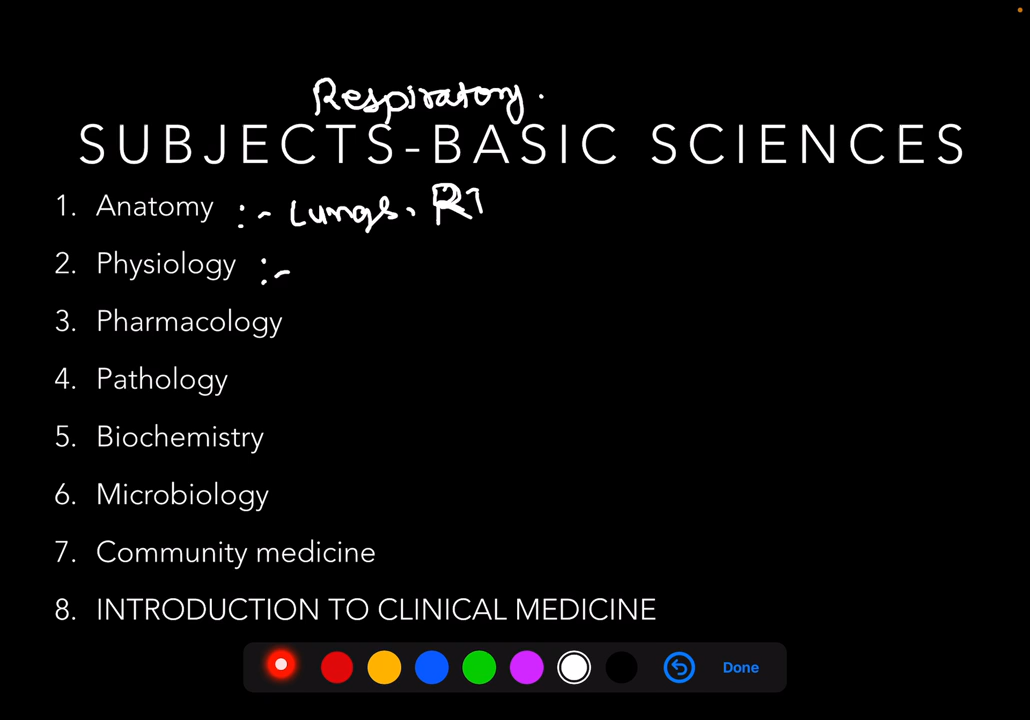 Respiratory.
SUBJECTS-BASIC SCIENCES
1. Anatomy :- Lungs, RT
2. Physiology :-
3. Pharmacology
4. Pathology
5. Biochemistry
6. Microbiology
7. Community medicine
8. INTRODUCTION TO CLINICAL MEDICINE
Done